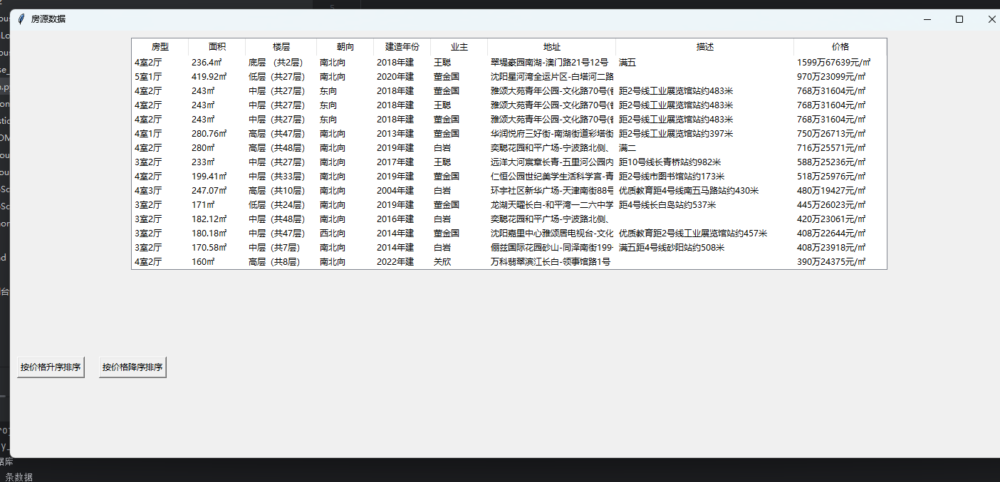 房源数据
房型 面积 楼层 朝向 建造年份 业主 地址 描述 价格
4室2厅 236.4㎡ 底层 （共2层） 南北向 2018年建 王聪 翠堤豪园南湖-澳门路21号12号 满五 1599万67639元/㎡
5室1厅 419.92㎡ 低层（共27层） 南北向 2020年建 董金国 沈阳星河湾全运片区-白塔河二路 970万23099元/㎡
4室2厅 243㎡ 中层（共27层） 东向 2018年建 董金国 雅颂大苑青年公园-文化路70号( 距2号线工业展览馆站约483米 768万31604元/㎡
4室2厅 243㎡ 中层（共27层） 东向 2018年建 王聪 雅颂大苑青年公园-文化路70号( 距2号线工业展览馆站约483米 768万31604元/㎡
4室2厅 243㎡ 中层（共27层） 东向 2018年建 董金国 雅颂大苑青年公园-文化路70号( 距2号线工业展览馆站约483米 768万31604元/㎡
4室1厅 280.76㎡ 高层（共47层） 南北向 2013年建 董金国 华润悦府三好街-南湖街道彩塔街 距2号线工业展览馆站约397米 750万26713元/㎡
4室2厅 280㎡ 高层（共48层） 南北向 2019年建 白岩 奕聪花园和平广场-宁波路北侧、 满二 716万25571元/㎡
3室2厅 233㎡ 中层（共27层） 南北向 2017年建 王聪 远洋大河宸章长青-五里河公园内 距10号线长青桥站约982米 588万25236元/㎡
4室2厅 199.41㎡ 中层（共33层） 南北向 2019年建 董金国 仁恒公园世纪美学生活科学宫-青 距2号线市图书馆站约173米 518万25976元/㎡
4室3厅 247.07㎡ 高层（共10层） 南北向 2004年建 白岩 环宇社区新华广场-天津南街88号 优质教育距4号线南五马路站约430米 480万19427元/㎡
3室2厅 171㎡ 低层（共24层） 南北向 2019年建 董金国 龙湖天曜长白-和平湾一二六中学 距4号线长白岛站约537米 445万26023元/㎡
3室2厅 182.12㎡ 中层（共48层） 南北向 2016年建 白岩 奕聪花园和平广场-宁波路北侧、 420万23061元/㎡
3室2厅 180.18㎡ 中层（共47层） 西北向 2014年建 董金国 沈阳嘉里中心雅颂居电视台-文化 优质教育距2号线工业展览馆站约457米 408万22644元/㎡
3室2厅 170.58㎡ 中层（共7层） 南北向 2014年建 白岩 俪兹国际花园砂山-同泽南街199- 满五距4号线砂阳站约508米 408万23918元/㎡
4室2厅 160㎡ 高层（共8层） 南北向 2022年建 关欣 万科翡翠滨江长白-领事馆路1号 390万24375元/㎡
按价格升序排序 按价格降序排序
条数据